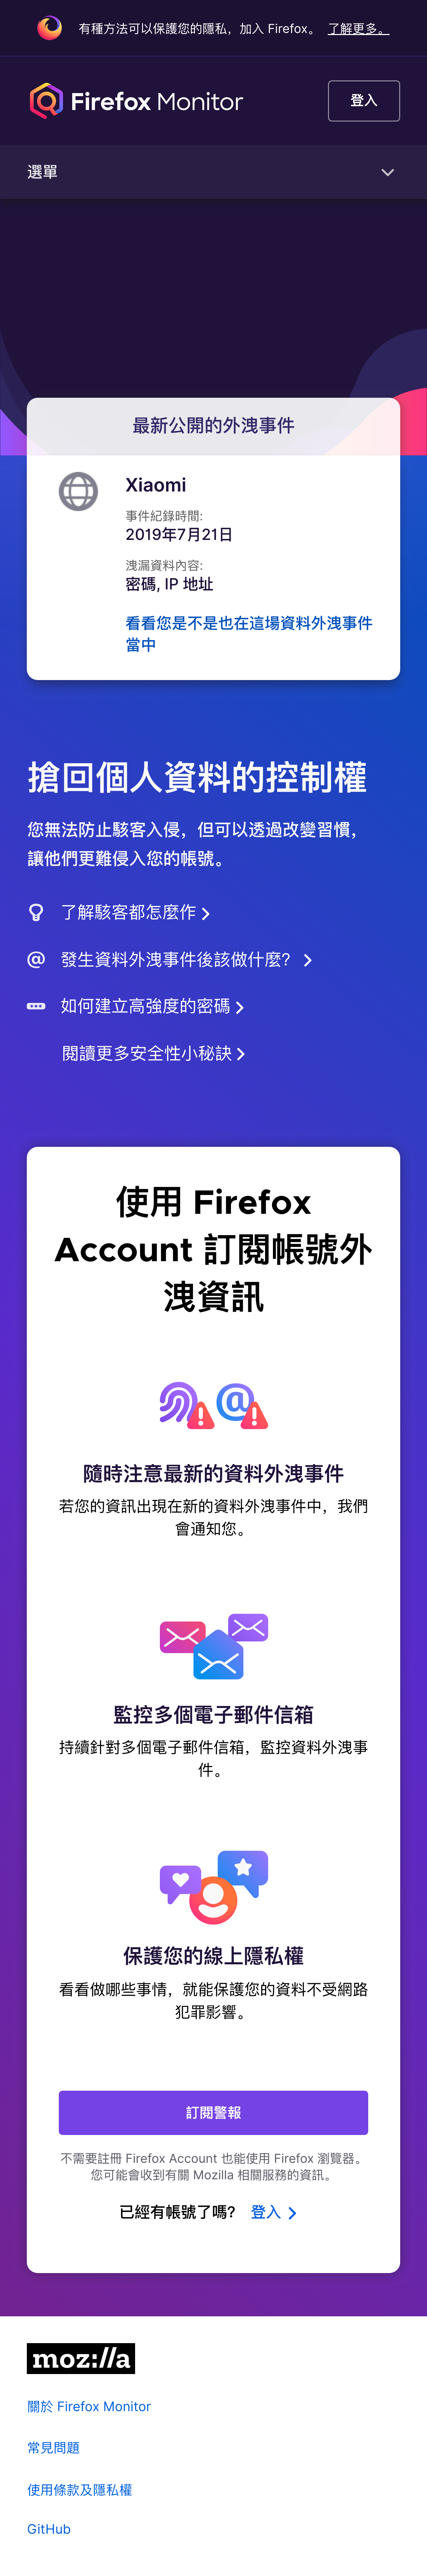 有種方法可以保護您的隱私，加入 Firefox。 了解更多。
Firefox Monitor
登入
選單
最新公開的外洩事件
Xiaomi
事件紀錄時間:
2019年7月21日
洩漏資料內容:
密碼, IP 地址
看看您是不是也在這場資料外洩事件
當中
搶回個人資料的控制權
您無法防止駭客入侵，但可以透過改變習慣，
讓他們更難侵入您的帳號。
了解駭客都怎麼作
發生資料外洩事件後該做什麼?
如何建立高強度的密碼
閱讀更多安全性小秘訣
使用 Firefox
Account 訂閱帳號外
洩資訊
隨時注意最新的資料外洩事件
若您的資訊出現在新的資料外洩事件中，我們
會通知您。
監控多個電子郵件信箱
持續針對多個電子郵件信箱，監控資料外洩事
件。
保護您的線上隱私權
看看做哪些事情，就能保護您的資料不受網路
犯罪影響。
訂閱警報
不需要註冊 Firefox Account 也能使用 Firefox 瀏覽器。
您可能會收到有關 Mozilla 相關服務的資訊。
已經有帳號了嗎? 登入
moz://a
關於 Firefox Monitor
常見問題
使用條款及隱私權
GitHub